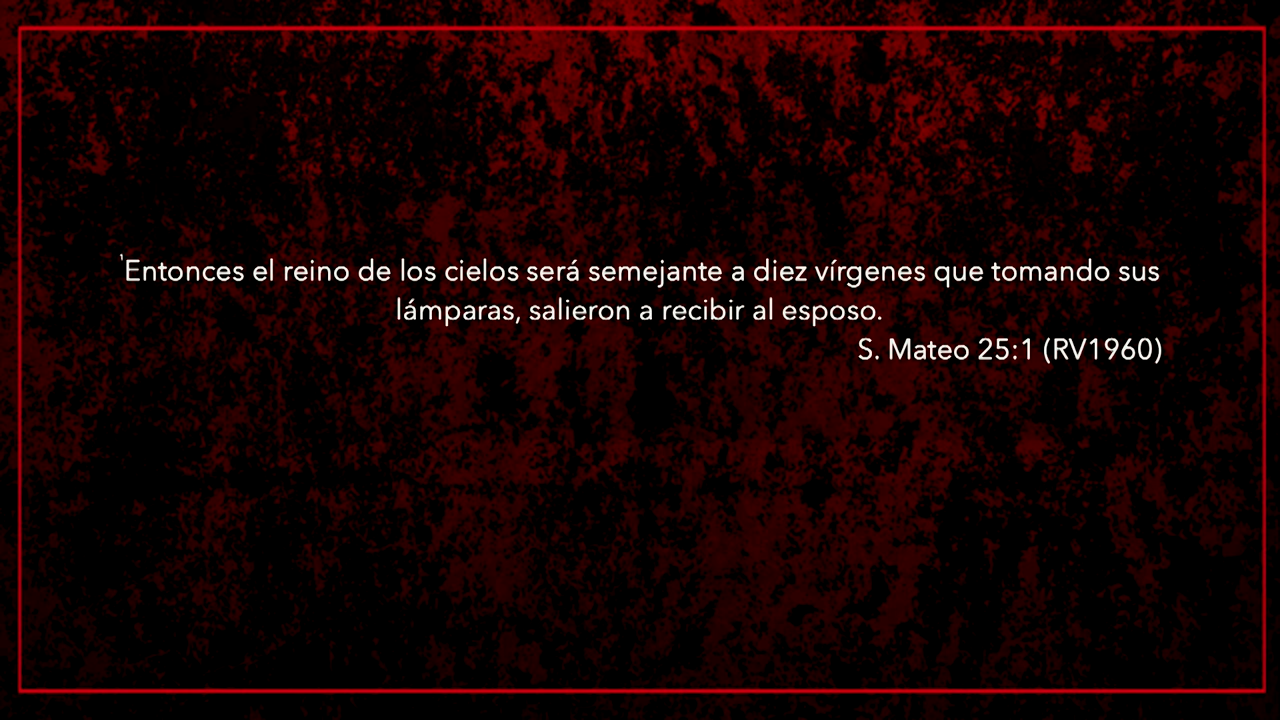 ¹Entonces el reino de los cielos será semejante a diez vírgenes que tomando sus
lámparas, salieron a recibir al esposo.
S. Mateo 25:1 (RV1960)